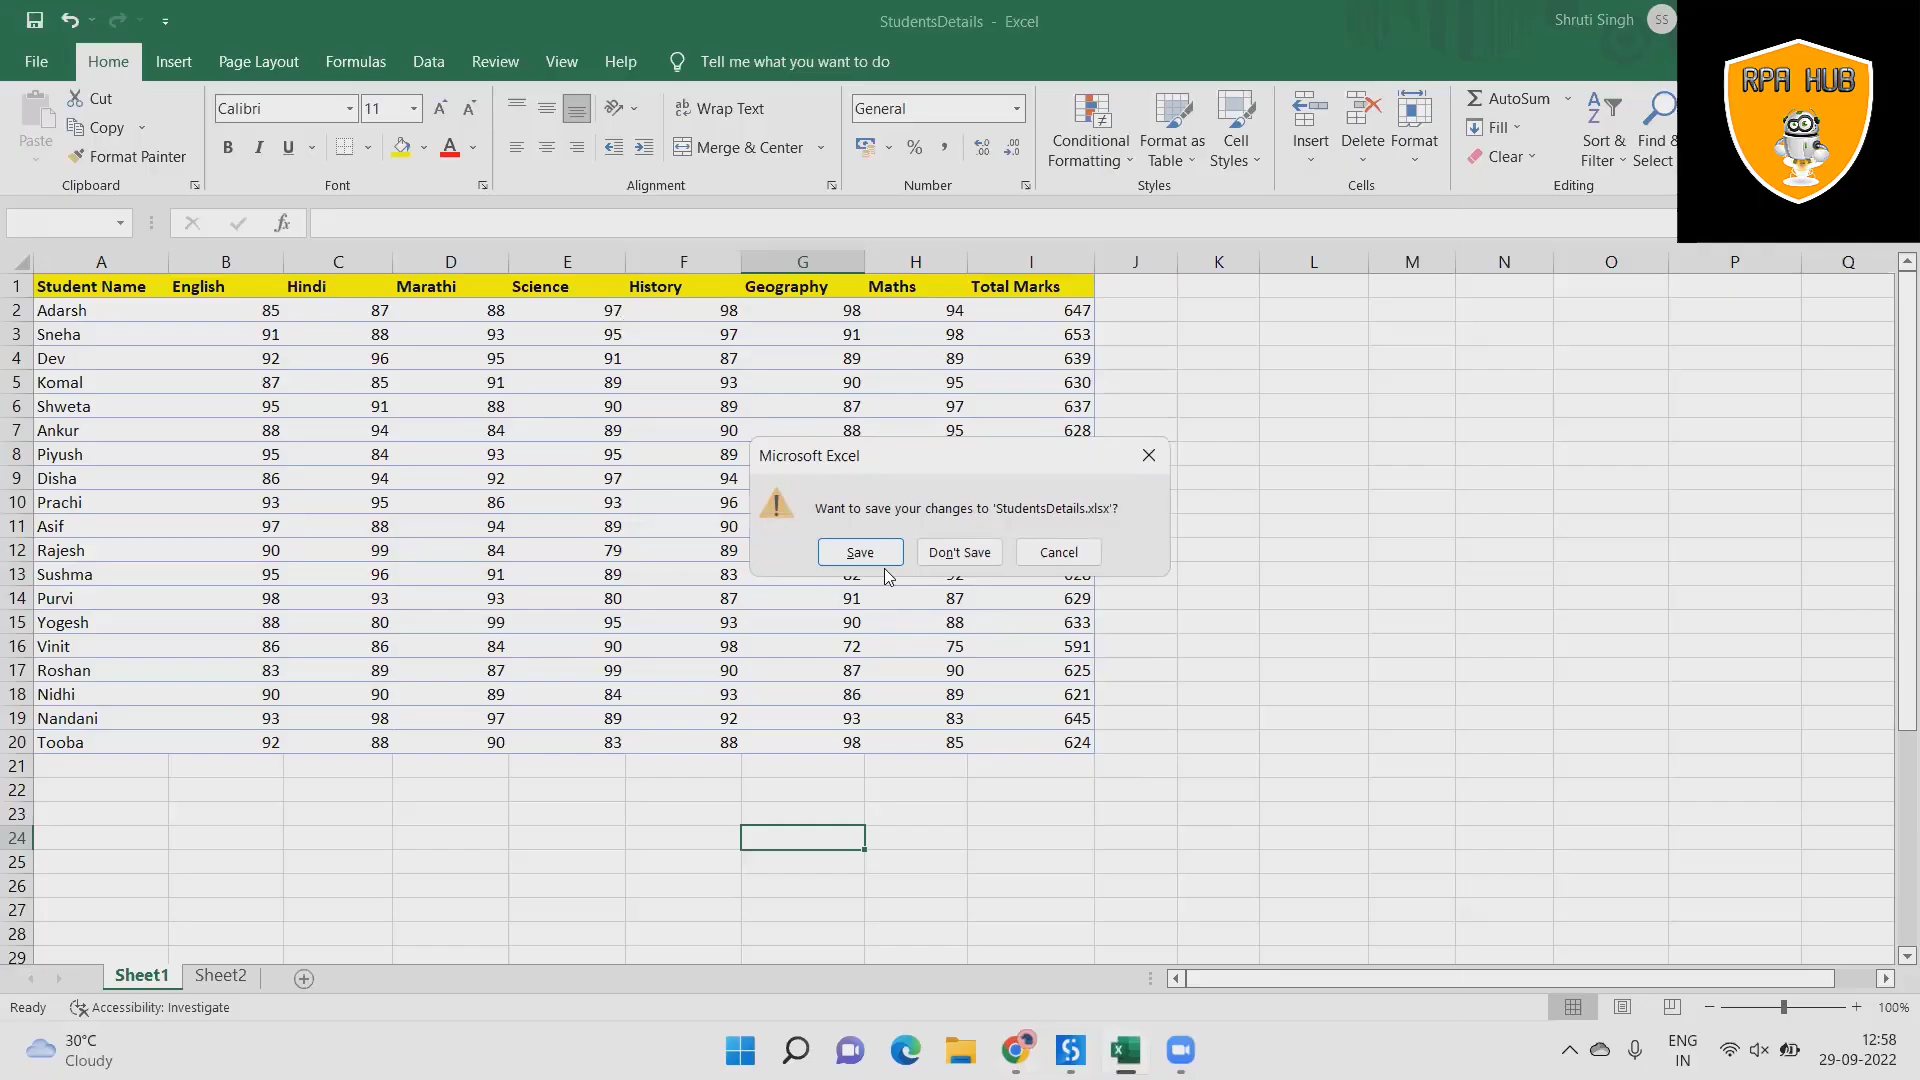 StudentsDetails - Excel
Shruti Singh SS
RPA HUB
File Home Insert Page Layout Formulas Data Review View Help Tell me what you want to do
Cut
Copy
Format Painter
Paste
Clipboard
Calibri 11
B I U A
Font
Wrap Text
Merge & Center
Alignment
General
% ,
Number
Conditional Formatting
Format as Table
Cell Styles
Styles
Insert Delete Format
Cells
AutoSum
Fill
Clear
Sort & Filter
Find & Select
Editing
fx
A B C D E F G H I J K L M N O P Q
1 Student Name English Hindi Marathi Science History Geography Maths Total Marks
2 Adarsh 85 87 88 97 98 98 94 647
3 Sneha 91 88 93 95 97 91 98 653
4 Dev 92 96 95 91 87 89 89 639
5 Komal 87 85 91 89 93 90 95 630
6 Shweta 95 91 88 90 89 87 97 637
7 Ankur 88 94 84 89 90 88 95 628
8 Piyush 95 84 93 95 89
9 Disha 86 94 92 97 94
10 Prachi 93 95 86 93 96
11 Asif 97 88 94 89 90
12 Rajesh 90 99 84 79 89
13 Sushma 95 96 91 89 83
14 Purvi 98 93 93 80 87 91 87 629
15 Yogesh 88 80 99 95 93 90 88 633
16 Vinit 86 86 84 90 98 72 75 591
17 Roshan 83 89 87 99 90 87 90 625
18 Nidhi 90 90 89 84 93 86 89 621
19 Nandani 93 98 97 89 92 93 83 645
20 Tooba 92 88 90 83 88 98 85 624
21
22
23
24
25
26
27
28
29
Microsoft Excel
Want to save your changes to 'StudentsDetails.xlsx'?
Save Don't Save Cancel
Sheet1 Sheet2
Ready Accessibility: Investigate 100%
30°C
Cloudy
ENG
IN
12:58
29-09-2022